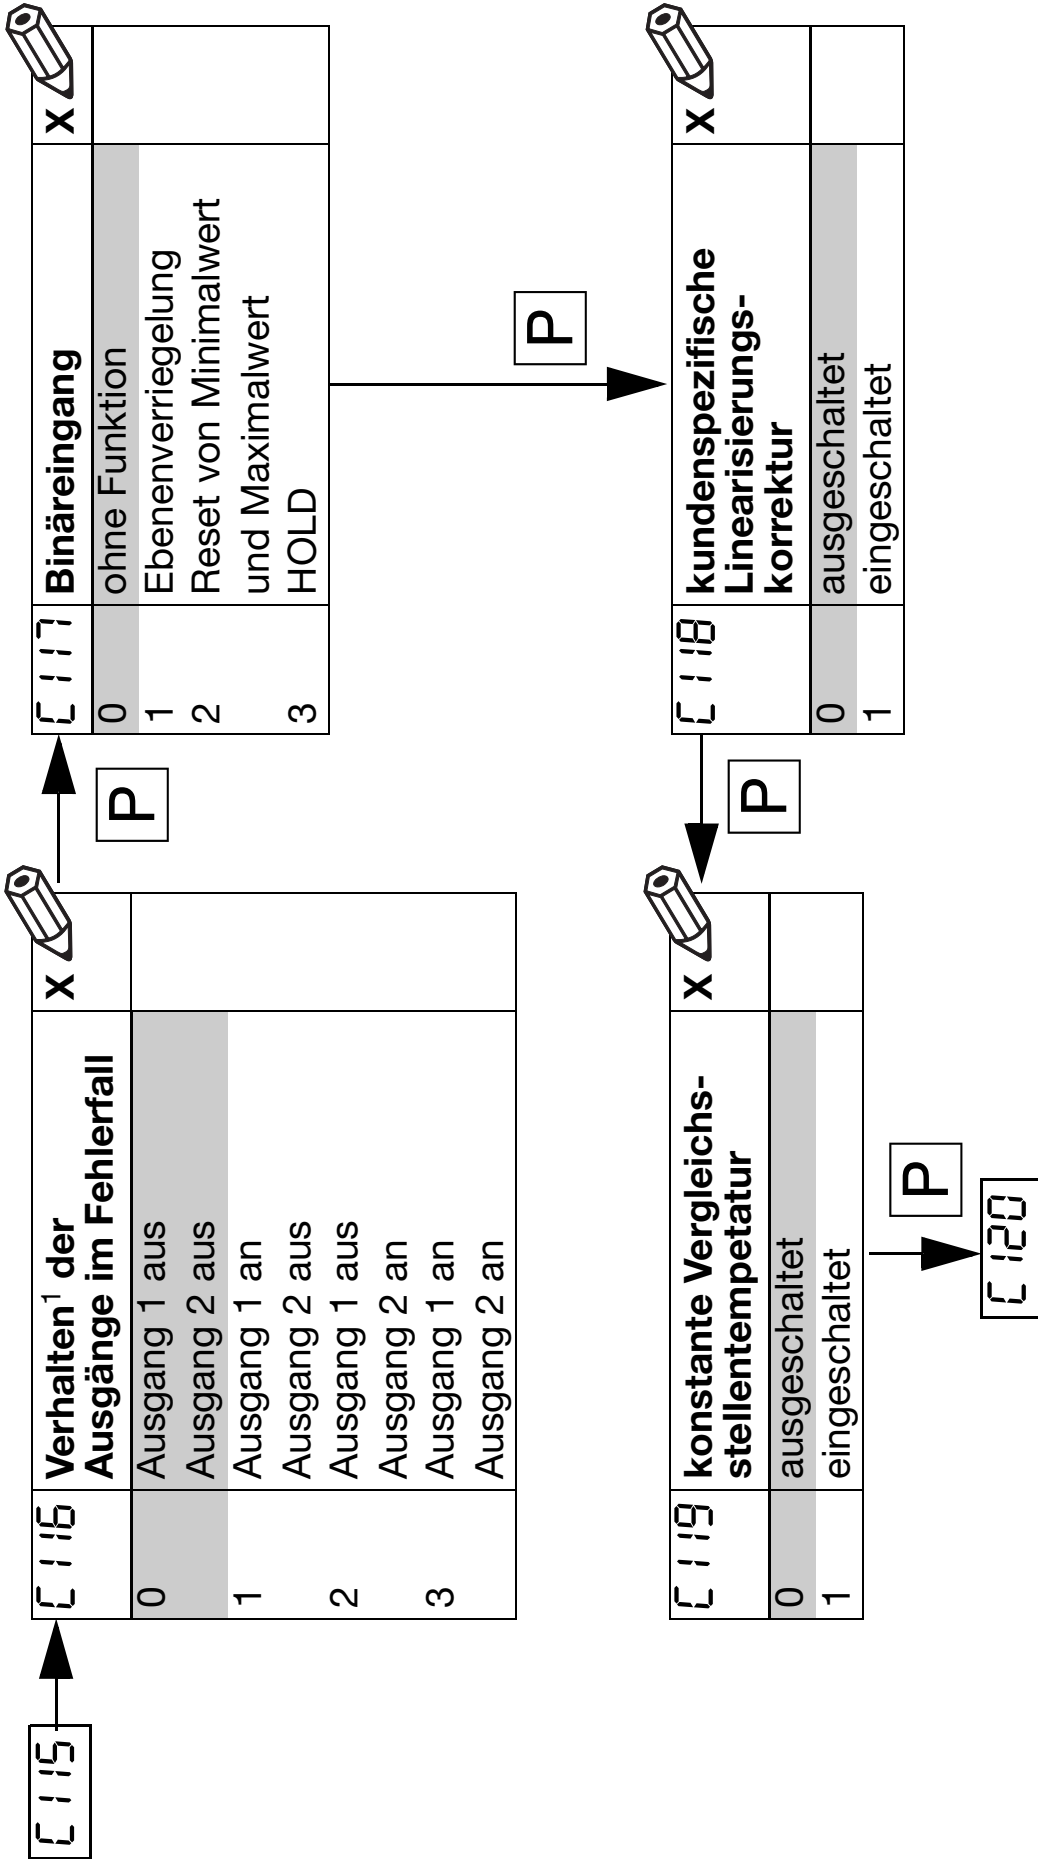 C115
C116 Verhalten¹ der X
Ausgänge im Fehlerfall
0 Ausgang 1 aus
Ausgang 2 aus
1 Ausgang 1 an
Ausgang 2 aus
2 Ausgang 1 aus
Ausgang 2 an
3 Ausgang 1 an
Ausgang 2 an
P
C117 Binäreingang X
0 ohne Funktion
1 Ebenenverriegelung
2 Reset von Minimalwert
und Maximalwert
3 HOLD
P
C118 kundenspezifische X
Linearisierungs-
korrektur
0 ausgeschaltet
1 eingeschaltet
P
C119 konstante Vergleichs- X
stellentempetatur
0 ausgeschaltet
1 eingeschaltet
P
C120